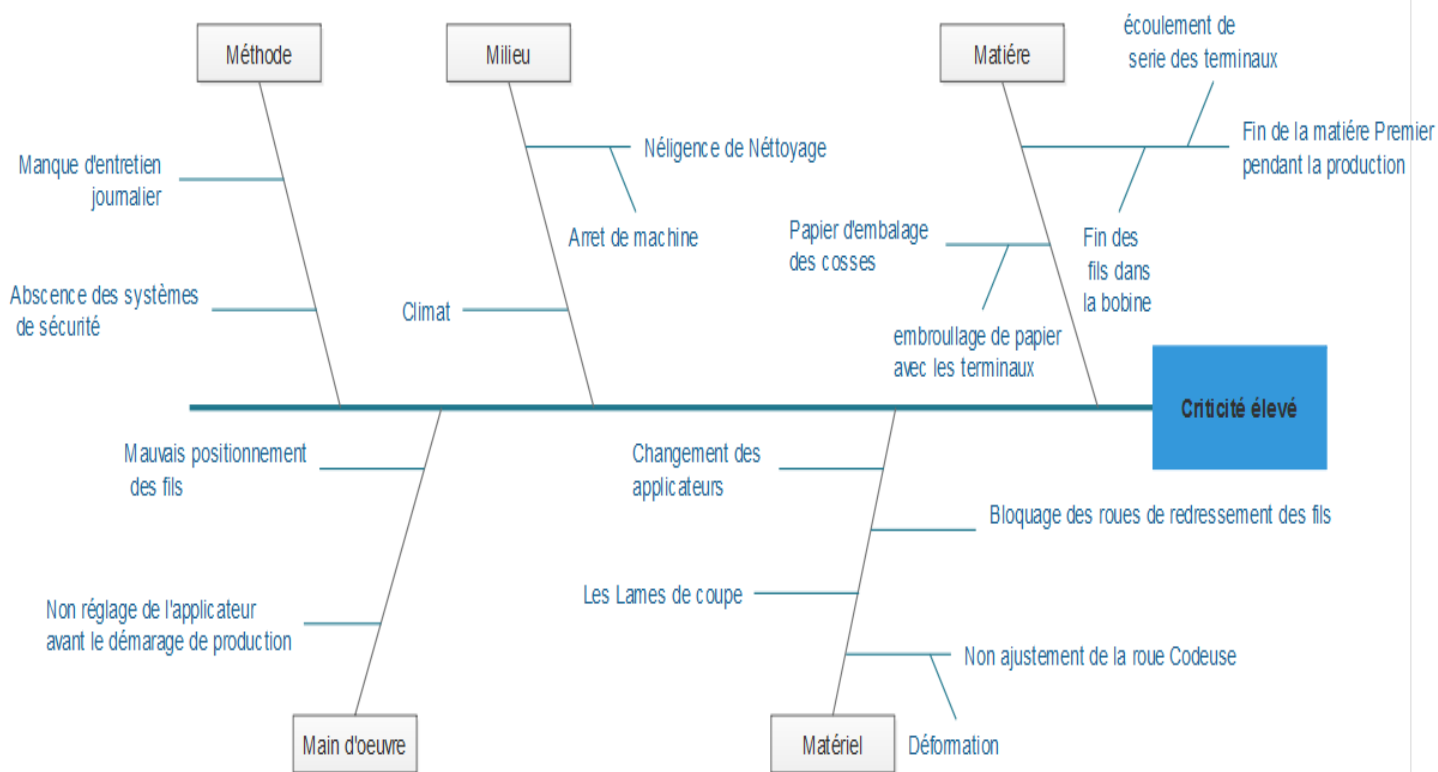 Méthode
Milieu
Matiére
écoulement de
serie des terminaux
Manque d'entretien
journalier
Néligence de Néttoyage
Fin de la matiére Premier
pendant la production
Arret de machine
Papier d'embalage
des cosses
Fin des
fils dans
la bobine
Abscence des systèmes
de sécurité
Climat
embroullage de papier
avec les terminaux
Criticité élevé
Mauvais positionnement
des fils
Changement des
applicateurs
Bloquage des roues de redressement des fils
Non réglage de l'applicateur
avant le démarage de production
Les Lames de coupe
Non ajustement de la roue Codeuse
Main d'oeuvre
Matériel
Déformation